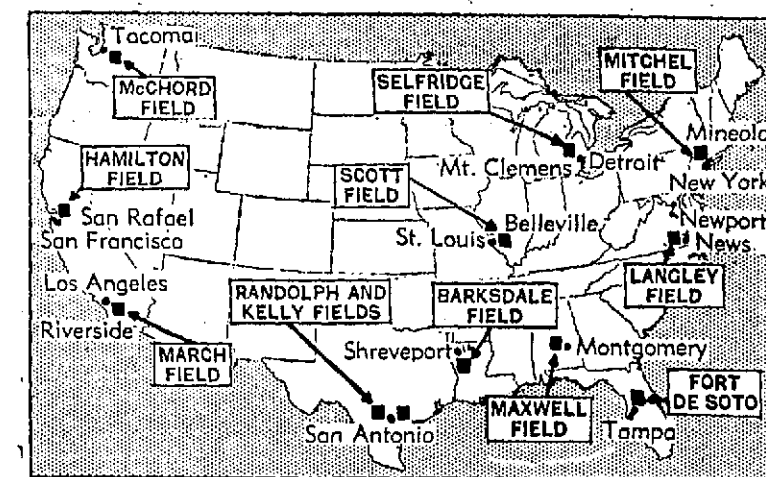 Tacoma
McCHORD
FIELD
SELFRIDGE
FIELD
MITCHEL
FIELD
Mineola
HAMILTON
FIELD
Mt. Clemens
Detroit
New York
SCOTT
FIELD
San Rafael
San Francisco
St. Louis
Belleville
Newport
News
LANGLEY
FIELD
Los Angeles
Riverside
MARCH
FIELD
RANDOLPH AND
KELLY FIELDS
BARKSDALE
FIELD
Shreveport
Montgomery
MAXWELL
FIELD
FORT
DE SOTO
San Antonio
Tampa